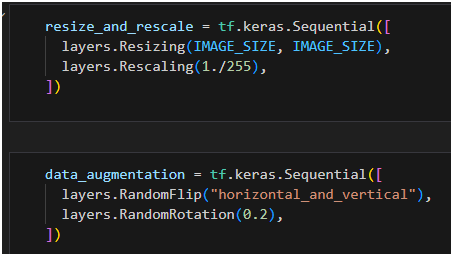 resize_and_rescale = tf.keras.Sequential([
  layers.Resizing(IMAGE_SIZE, IMAGE_SIZE),
  layers.Rescaling(1./255),
])
data_augmentation = tf.keras.Sequential([
  layers.RandomFlip("horizontal_and_vertical"),
  layers.RandomRotation(0.2),
])